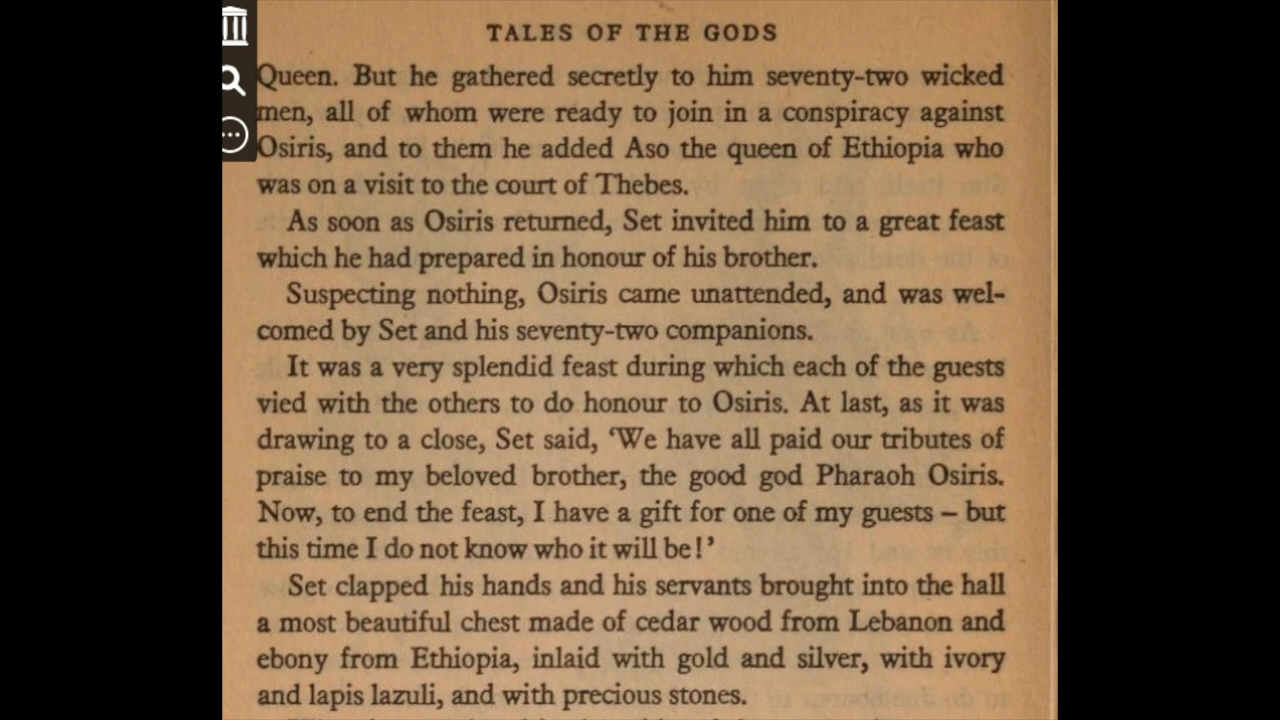 TALES OF THE GODS
Queen. But he gathered secretly to him seventy-two wicked
men, all of whom were ready to join in a conspiracy against
Osiris, and to them he added Aso the queen of Ethiopia who
was on a visit to the court of Thebes.
As soon as Osiris returned, Set invited him to a great feast
which he had prepared in honour of his brother.
Suspecting nothing, Osiris came unattended, and was wel-
comed by Set and his seventy-two companions.
It was a very splendid feast during which each of the guests
vied with the others to do honour to Osiris. At last, as it was
drawing to a close, Set said, ‘We have all paid our tributes of
praise to my beloved brother, the good god Pharaoh Osiris.
Now, to end the feast, I have a gift for one of my guests – but
this time I do not know who it will be!’
Set clapped his hands and his servants brought into the hall
a most beautiful chest made of cedar wood from Lebanon and
ebony from Ethiopia, inlaid with gold and silver, with ivory
and lapis lazuli, and with precious stones.